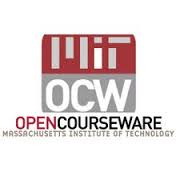 MIT
OCW
OPENCOURSEWARE
MASSACHUSETTS INSTITUTE OF TECHNOLOGY